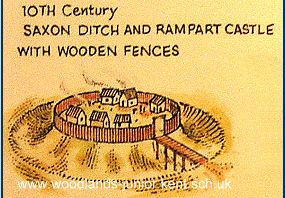 10TH Century
SAXON DITCH AND RAMPART CASTLE
WITH WOODEN FENCES
www.woodlands-junior.kent.sch.uk